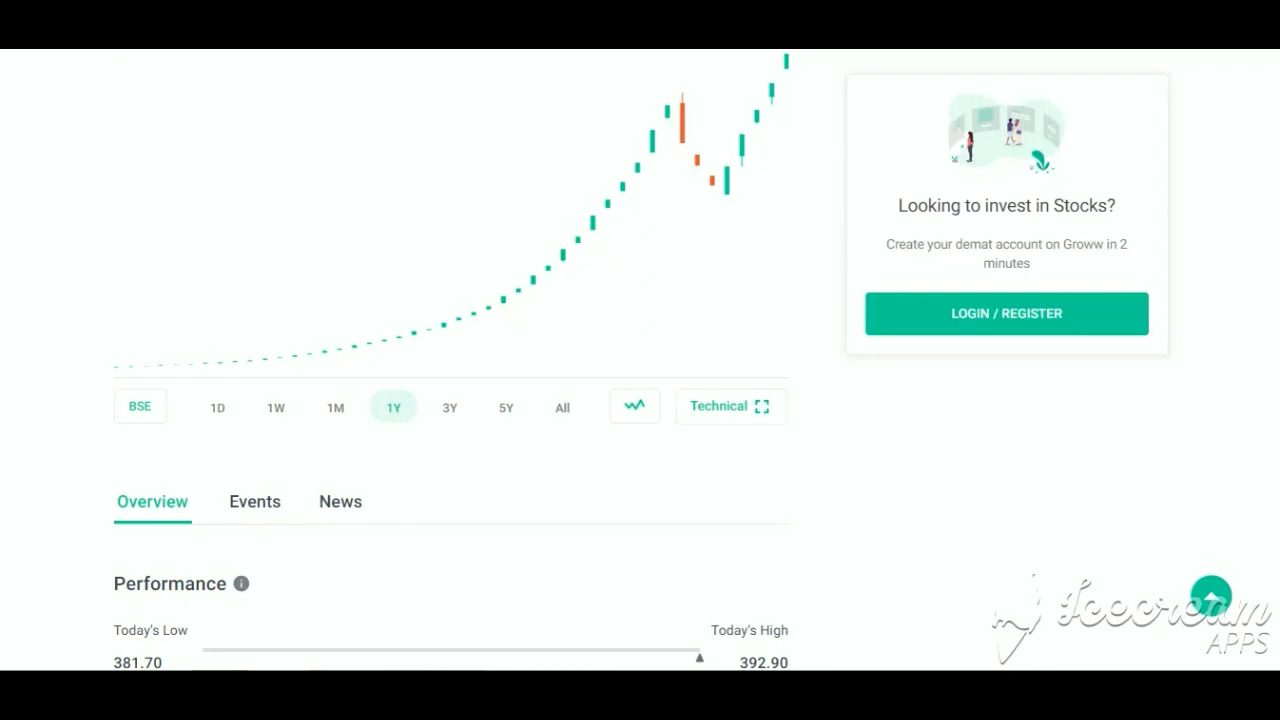 Looking to invest in Stocks?
Create your demat account on Groww in 2
minutes
LOGIN / REGISTER
BSE 1D 1W 1M 1Y 3Y 5Y All Technical
Overview Events News
Performance
Today's Low Today's High
381.70 392.90
Icecream
APPS